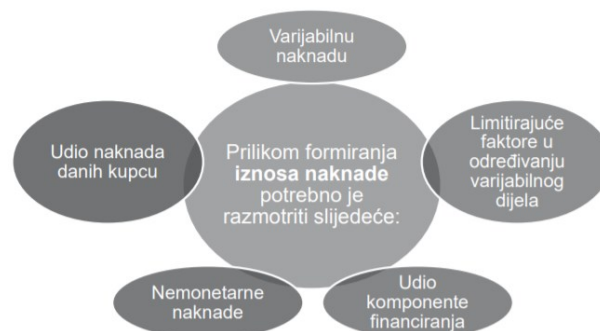 Varijabilnu
naknadu
Udio naknada
danih kupcu
Prilikom formiranja
iznosa naknade
potrebno je
razmotriti slijedeće:
Limitirajuće
faktore u
određivanju
varijabilnog
dijela
Nemonetarne
naknade
Udio
komponente
financiranja